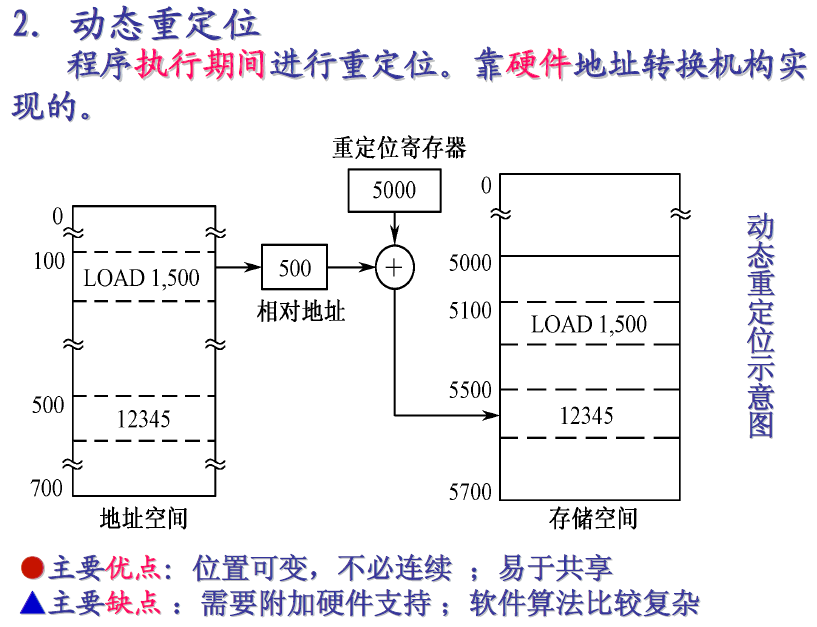 2. 动态重定位
程序执行期间进行重定位。靠硬件地址转换机构实
现的。
重定位寄存器
5000
0
100
LOAD 1,500
500
12345
700
地址空间
500
相对地址
+
0
5000
5100
LOAD 1,500
5500
12345
5700
存储空间
动态重定位示意图
主要优点：位置可变，不必连续 ；易于共享
主要缺点 ：需要附加硬件支持 ；软件算法比较复杂